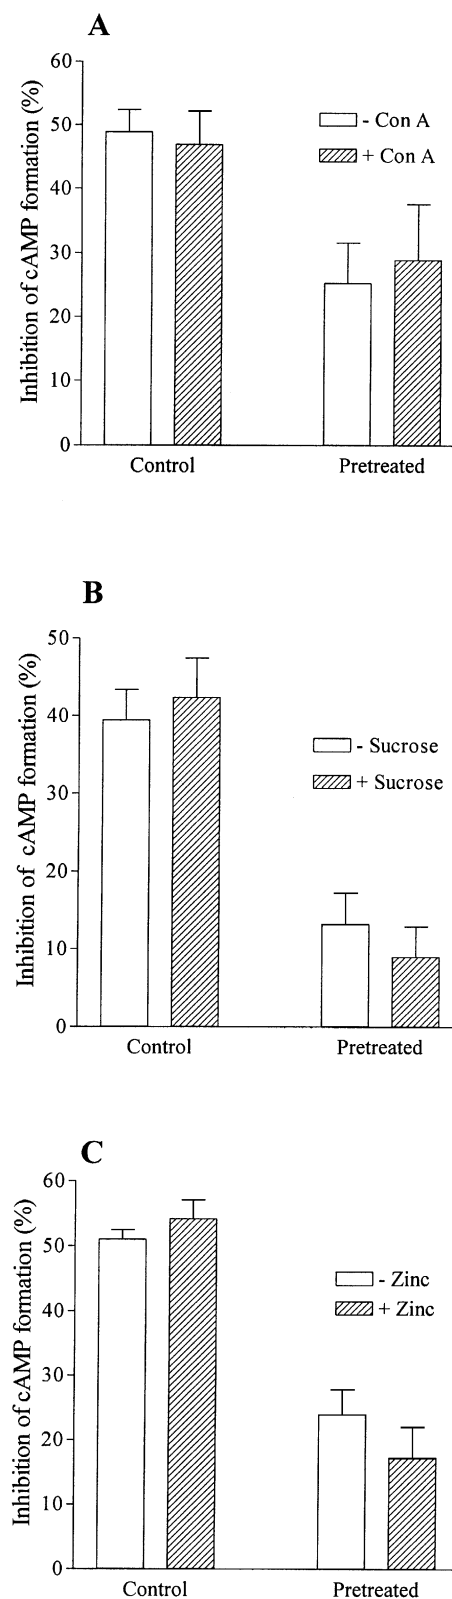 A
Inhibition of cAMP formation (%)
60
50
40
30
20
10
0
- Con A
+ Con A
Control
Pretreated
B
Inhibition of cAMP formation (%)
50
40
30
20
10
0
- Sucrose
+ Sucrose
Control
Pretreated
C
Inhibition of cAMP formation (%)
60
50
40
30
20
10
0
- Zinc
+ Zinc
Control
Pretreated